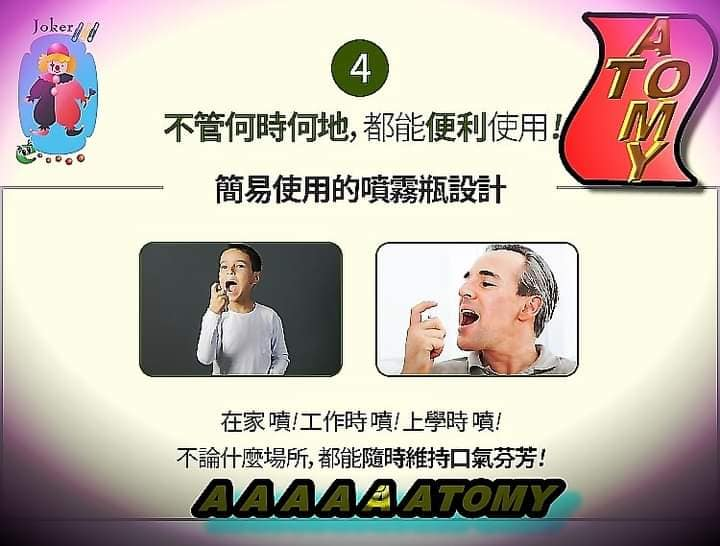 Joker
ATOMY
4
不管何時何地, 都能便利使用!
簡易使用的噴霧瓶設計
在家 噴! 工作時 噴! 上學時 噴!
不論什麼場所, 都能隨時維持口氣芬芳!
A A A A A ATOMY